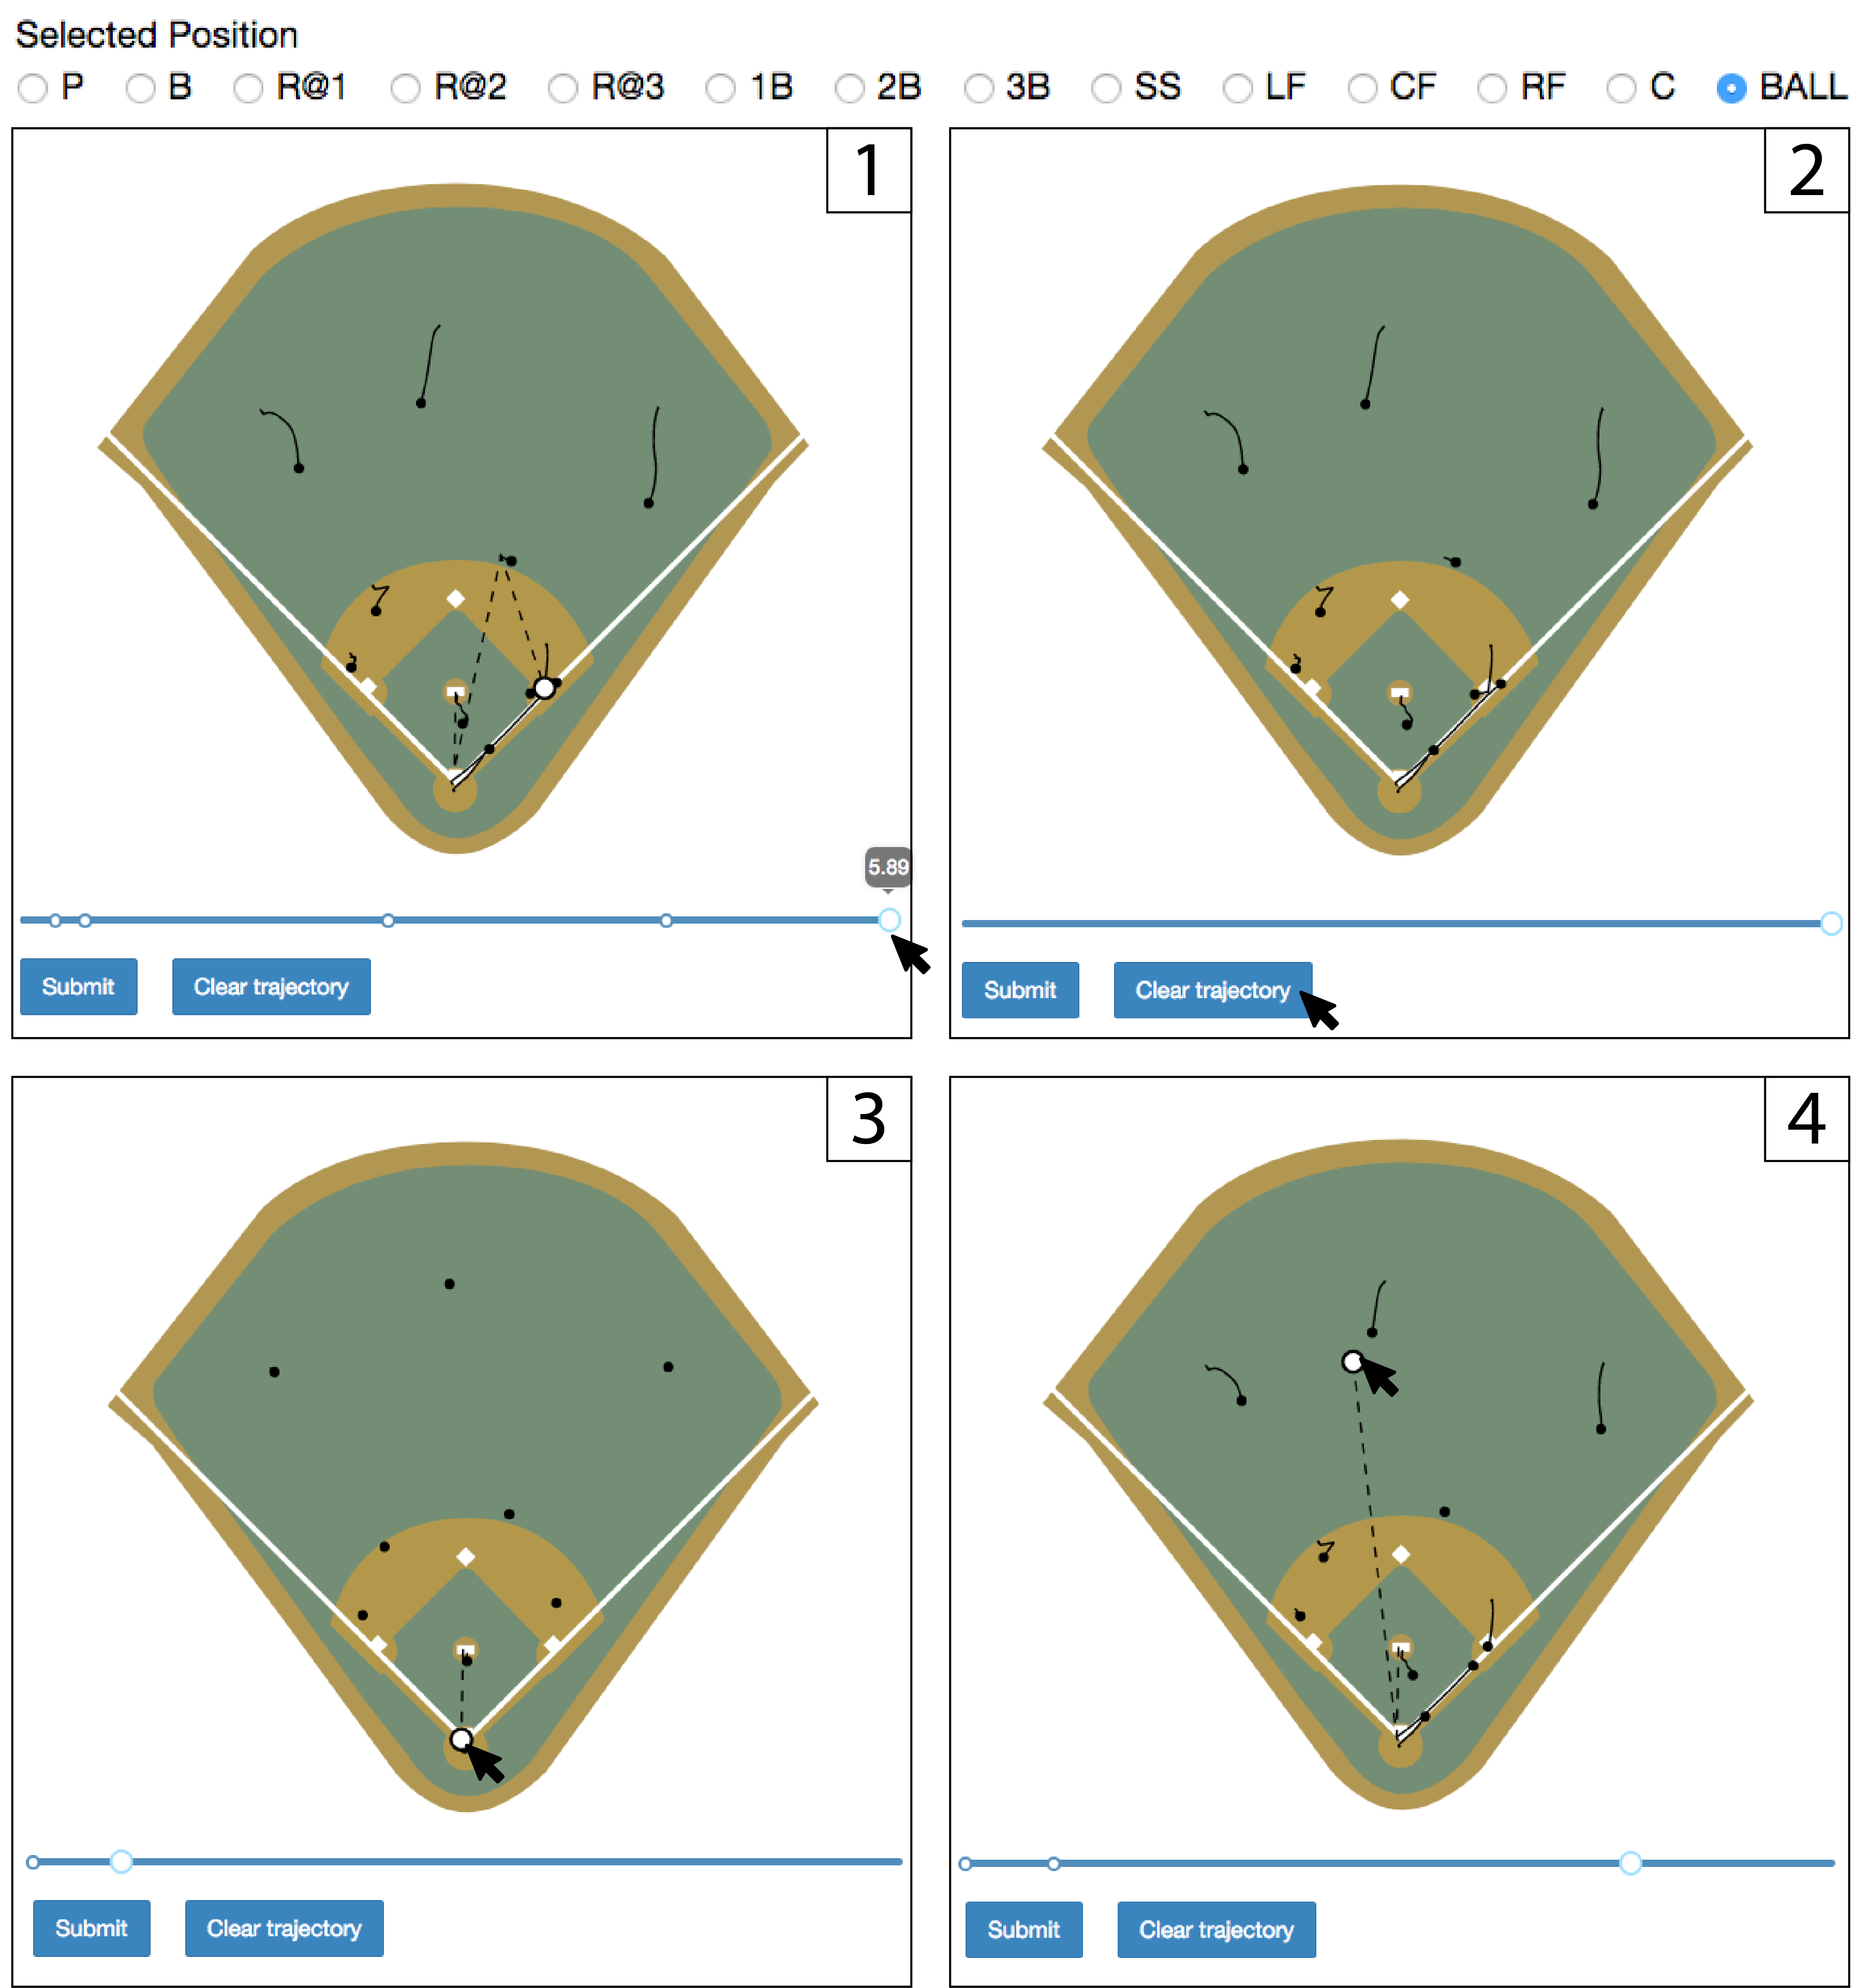 Selected Position
P B R@1 R@2 R@3 1B 2B 3B SS LF CF RF C BALL
1
5.89
Submit Clear trajectory
2
Submit Clear trajectory
3
Submit Clear trajectory
4
Submit Clear trajectory